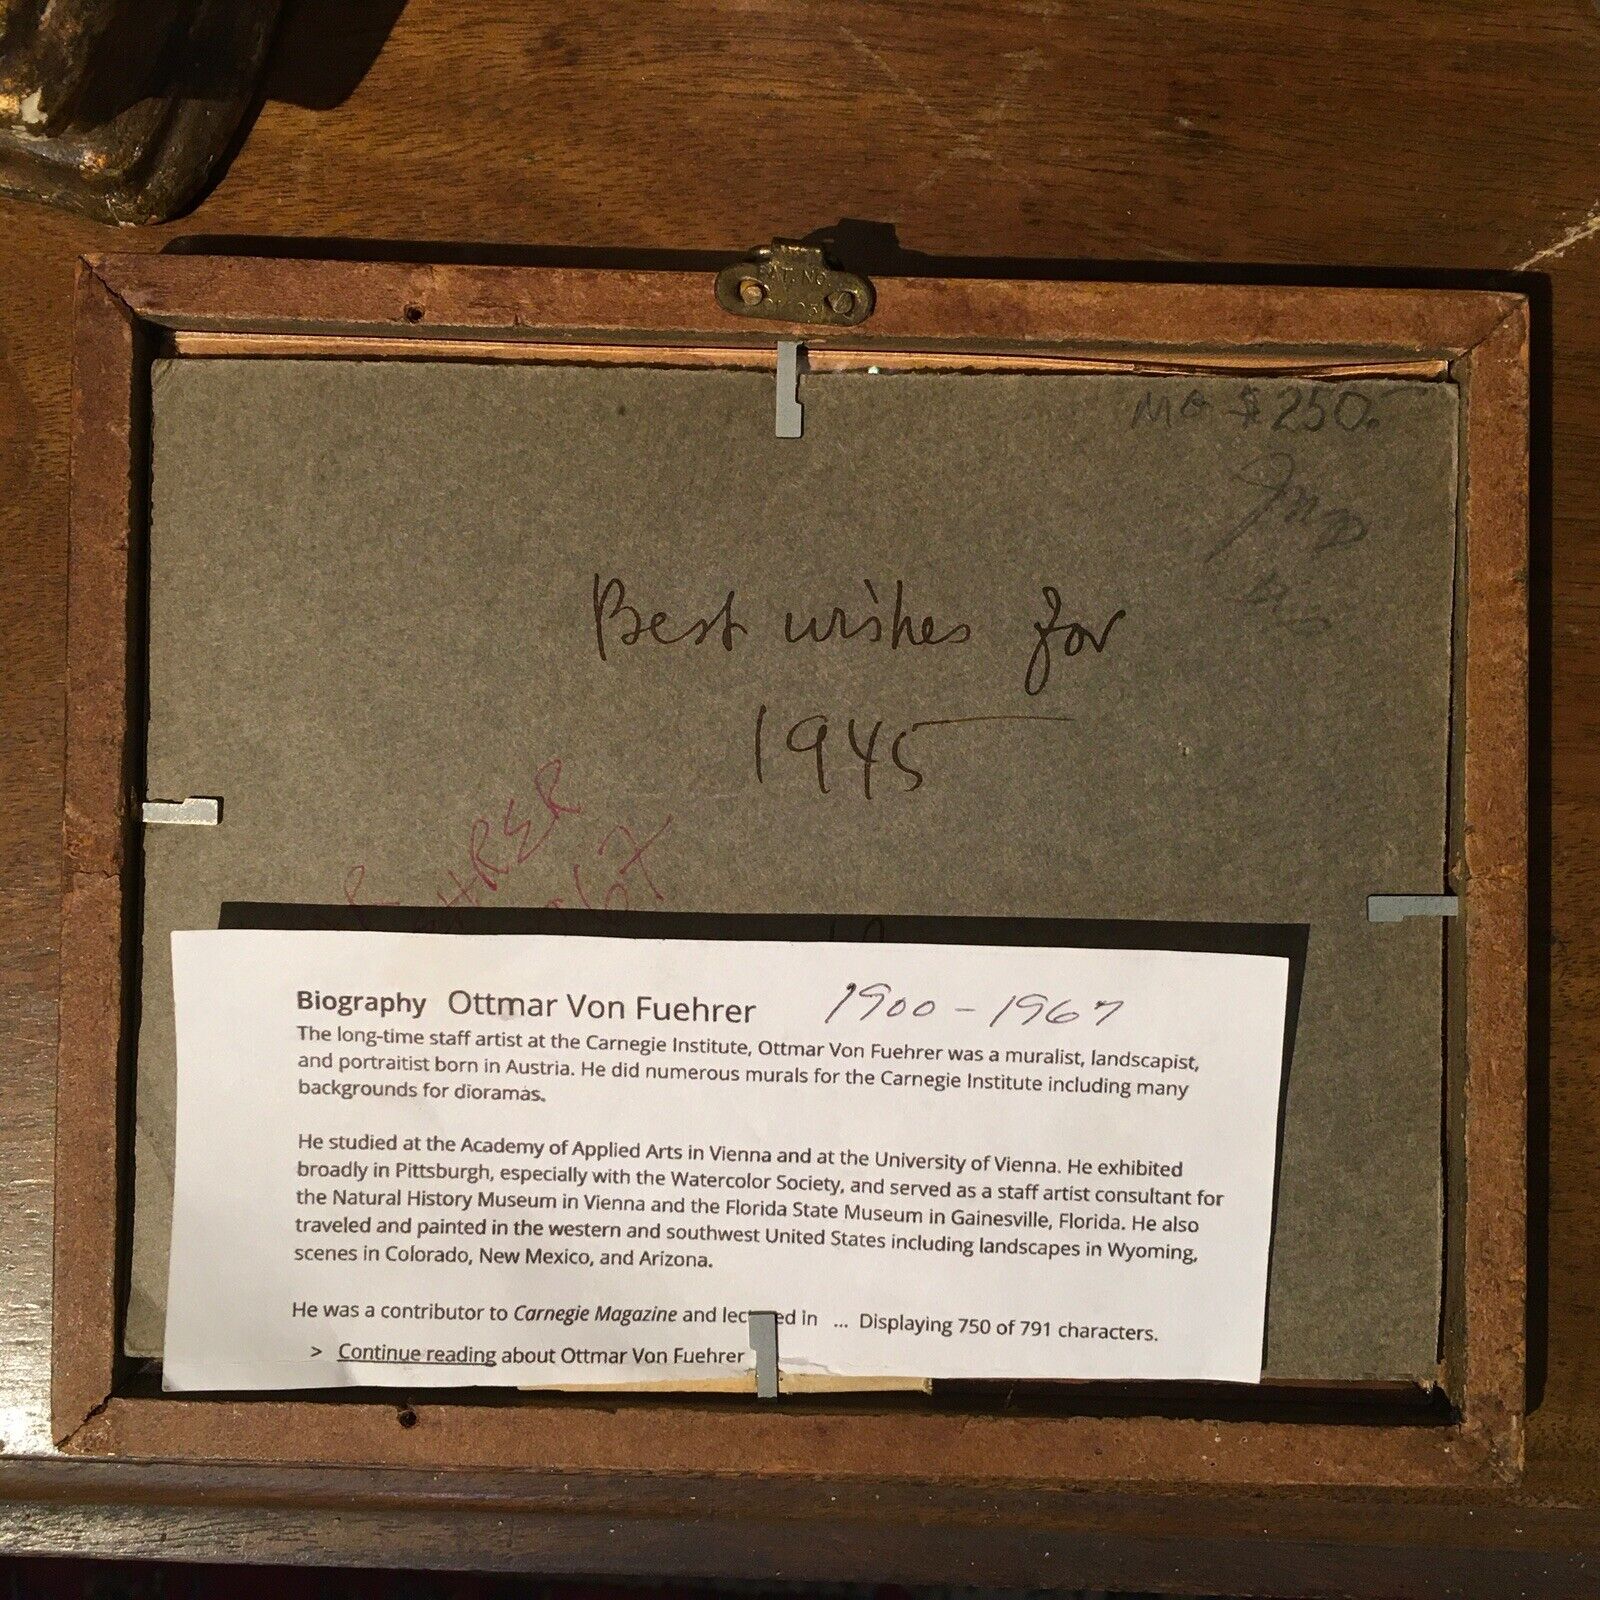 PAT. NO.
$250.
Best wishes for
1945
HRER
67
Biography Ottmar Von Fuehrer 1900 - 1967
The long-time staff artist at the Carnegie Institute, Ottmar Von Fuehrer was a muralist, landscapist,
and portraitist born in Austria. He did numerous murals for the Carnegie Institute including many
backgrounds for dioramas.
He studied at the Academy of Applied Arts in Vienna and at the University of Vienna. He exhibited
broadly in Pittsburgh, especially with the Watercolor Society, and served as a staff artist consultant for
the Natural History Museum in Vienna and the Florida State Museum in Gainesville, Florida. He also
traveled and painted in the western and southwest United States including landscapes in Wyoming,
scenes in Colorado, New Mexico, and Arizona.
He was a contributor to Carnegie Magazine and lec ed in ... Displaying 750 of 791 characters.
> Continue reading about Ottmar Von Fuehrer